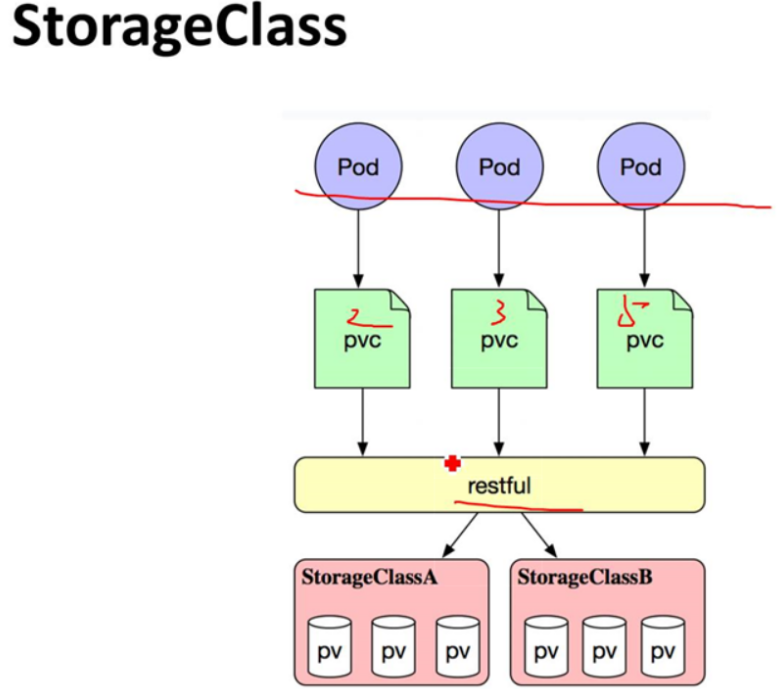 StorageClass
Pod Pod Pod
2 3 5
pvc pvc pvc
restful
StorageClassA StorageClassB
pv pv pv pv pv pv